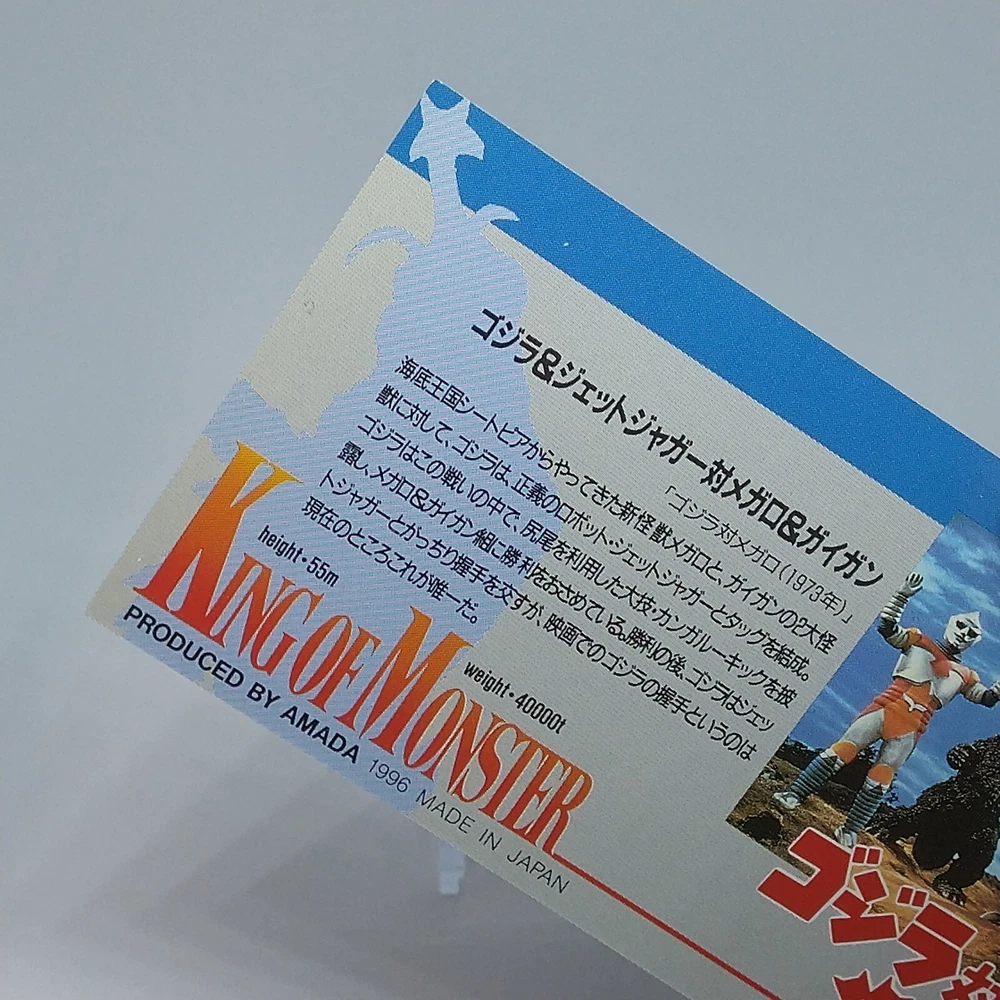 ゴジラ&ジェットジャガー対メガロ&ガイガン
「ゴジラ対メガロ(1973年)」
海底王国シートピアからやってきた新怪獣メガロと、ガイガンの2大怪
獣に対して、ゴジラは、正義のロボット・ジェットジャガーとタッグを結成。
ゴジラはこの戦いの中で、尻尾を利用した大技・カンガルーキックを披
露し、メガロ&ガイガン組に勝利をおさめている。勝利の後、ゴジラはジェッ
トジャガーとがっちり握手を交すが、映画でのゴジラの握手というのは
現在のところこれが唯一だ。
height・55m
weight・40000t
KING OF MONSTER
PRODUCED BY AMADA 1996 MADE IN JAPAN
ゴジラ